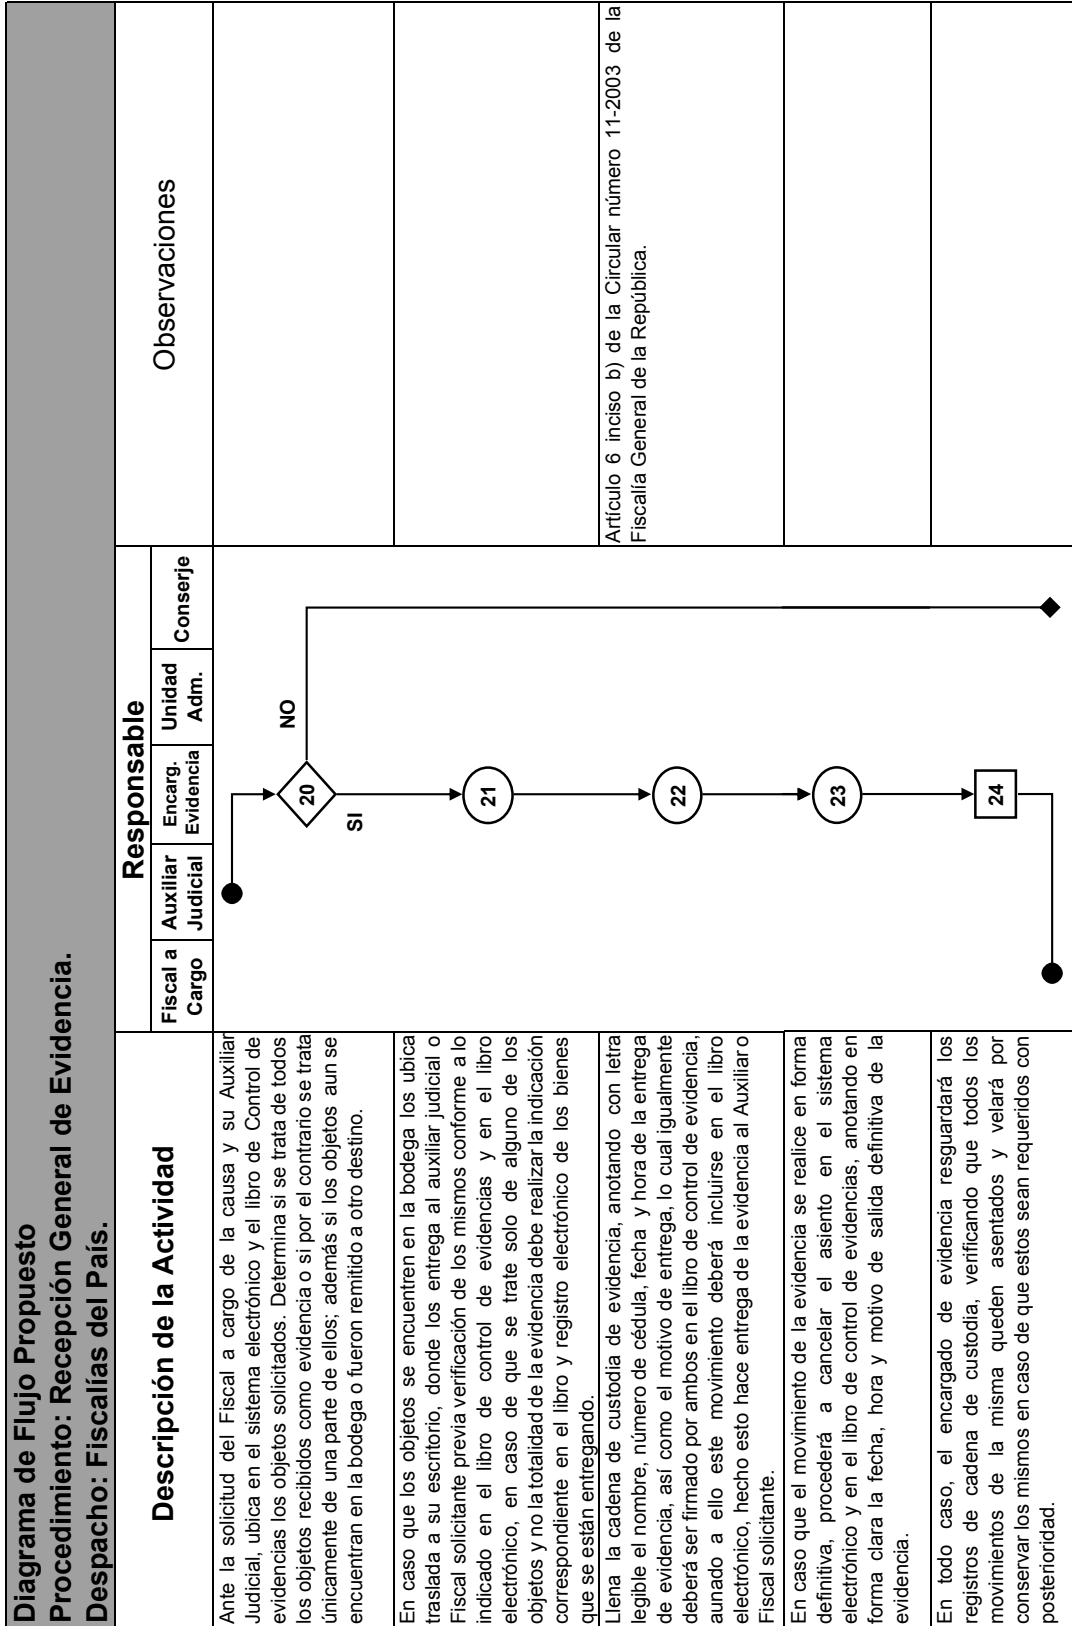 Diagrama de Flujo Propuesto
Procedimiento: Recepción General de Evidencia.
Despacho: Fiscalías del País.
Descripción de la Actividad
Responsable
Observaciones
Fiscal a
Cargo
Auxiliar
Judicial
Encarg.
Evidencia
Unidad
Adm.
Conserje
Ante la solicitud del Fiscal a cargo de la causa y su Auxiliar
Judicial, ubica en el sistema electrónico y el libro de Control de
evidencias los objetos solicitados. Determina si se trata de todos
los objetos recibidos como evidencia o si por el contrario se trata
únicamente de una parte de ellos; además si los objetos aun se
encuentran en la bodega o fueron remitido a otro destino.
20
NO
SI
En caso que los objetos se encuentren en la bodega los ubica
traslada a su escritorio, donde los entrega al auxiliar judicial o
Fiscal solicitante previa verificación de los mismos conforme a lo
indicado en el libro de control de evidencias y en el libro
electrónico, en caso de que se trate solo de alguno de los
objetos y no la totalidad de la evidencia debe realizar la indicación
correspondiente en el libro y registro electrónico de los bienes
que se están entregando.
21
Llena la cadena de custodia de evidencia, anotando con letra
legible el nombre, número de cédula, fecha y hora de la entrega
de evidencia, así como el motivo de entrega, lo cual igualmente
deberá ser firmado por ambos en el libro de control de evidencia,
aunado a ello este movimiento deberá incluirse en el libro
electrónico, hecho esto hace entrega de la evidencia al Auxiliar o
Fiscal solicitante.
22
Artículo 6 inciso b) de la Circular número 11-2003 de la
Fiscalía General de la República.
En caso que el movimiento de la evidencia se realice en forma
definitiva, procederá a cancelar el asiento en el sistema
electrónico y en el libro de control de evidencias, anotando en
forma clara la fecha, hora y motivo de salida definitiva de la
evidencia.
23
En todo caso, el encargado de evidencia resguardará los
registros de cadena de custodia, verificando que todos los
movimientos de la misma queden asentados y velará por
conservar los mismos en caso de que estos sean requeridos con
posterioridad.
24